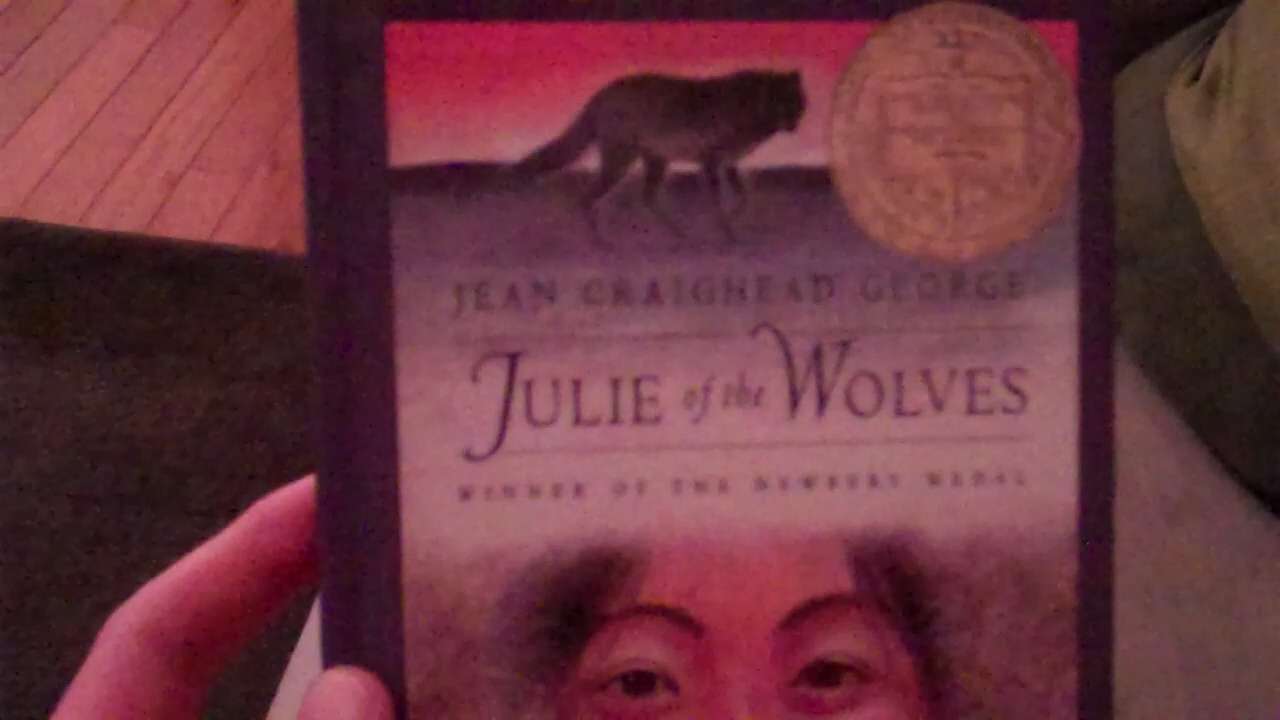 JEAN CRAIGHEAD GEORGE
JULIE of the WOLVES
WINNER OF THE NEWBERY MEDAL